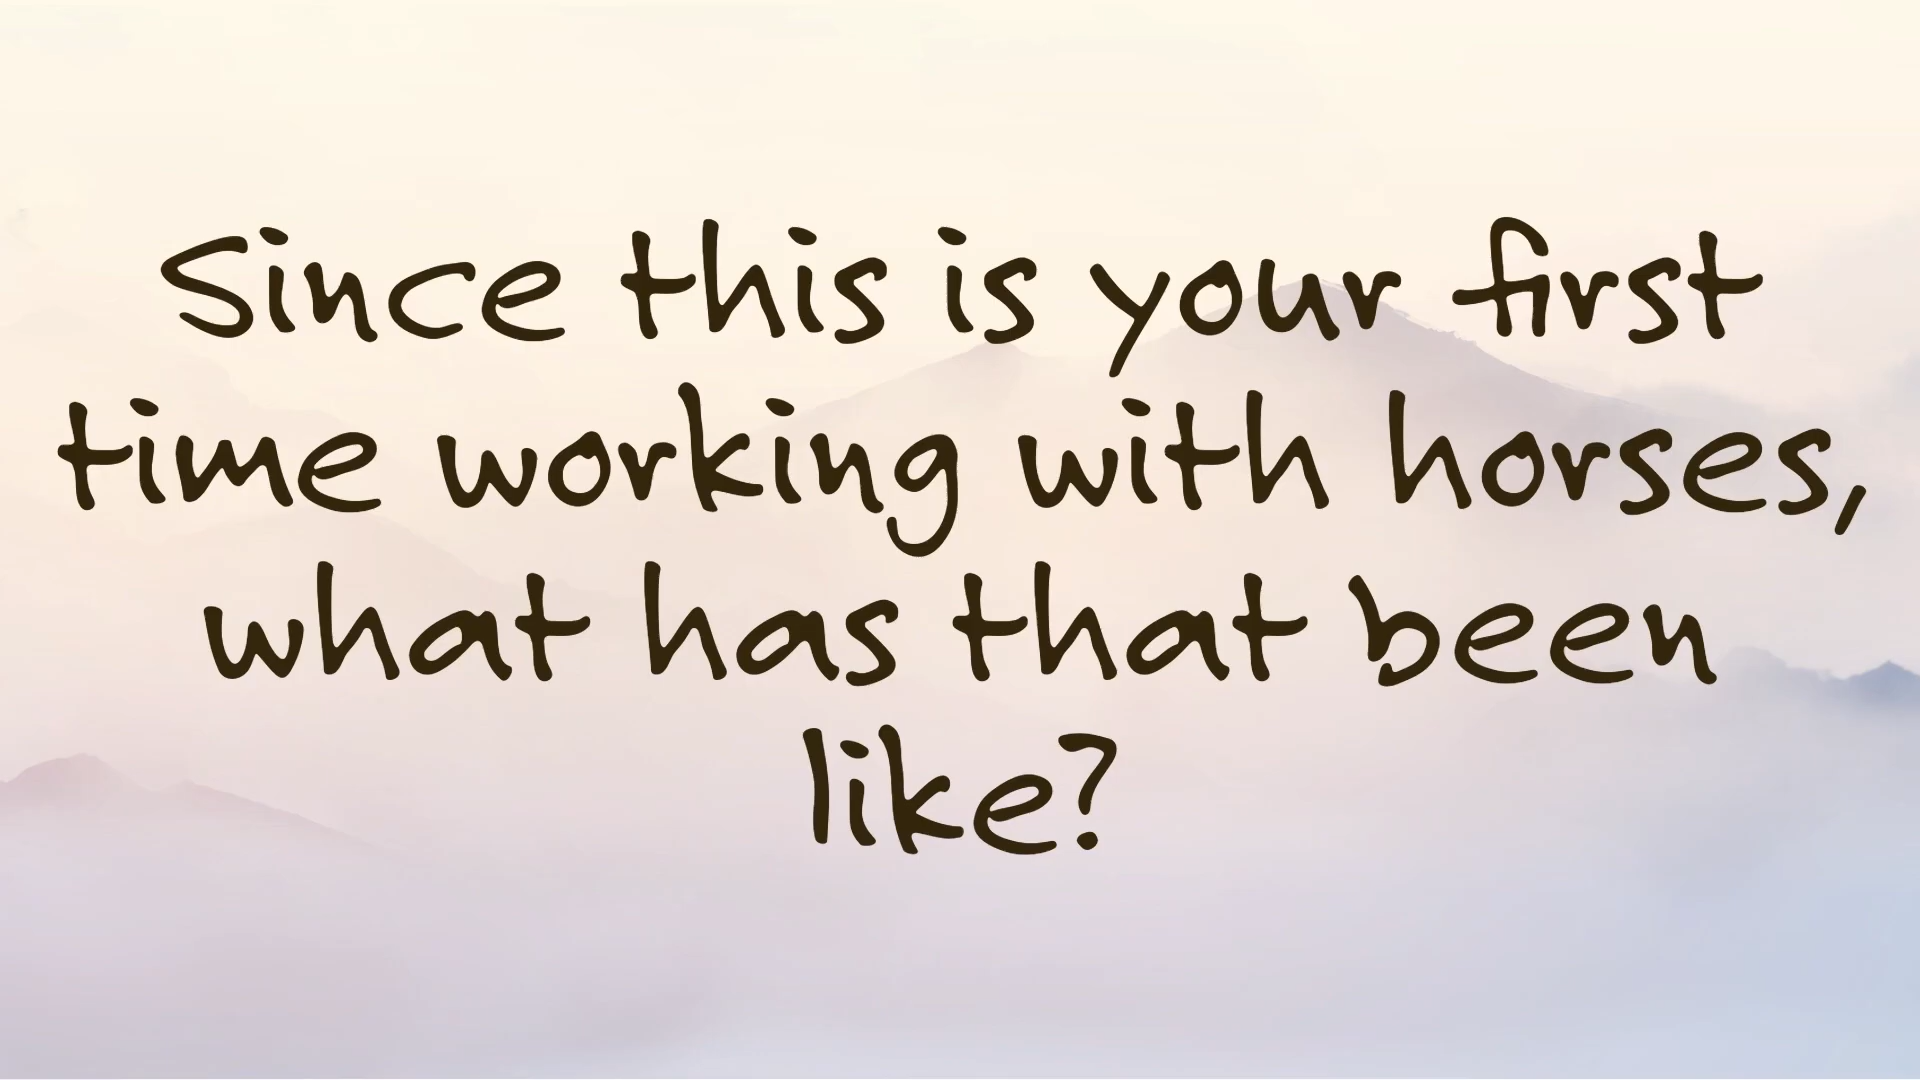 Since this is your first
time working with horses,
what has that been
like?